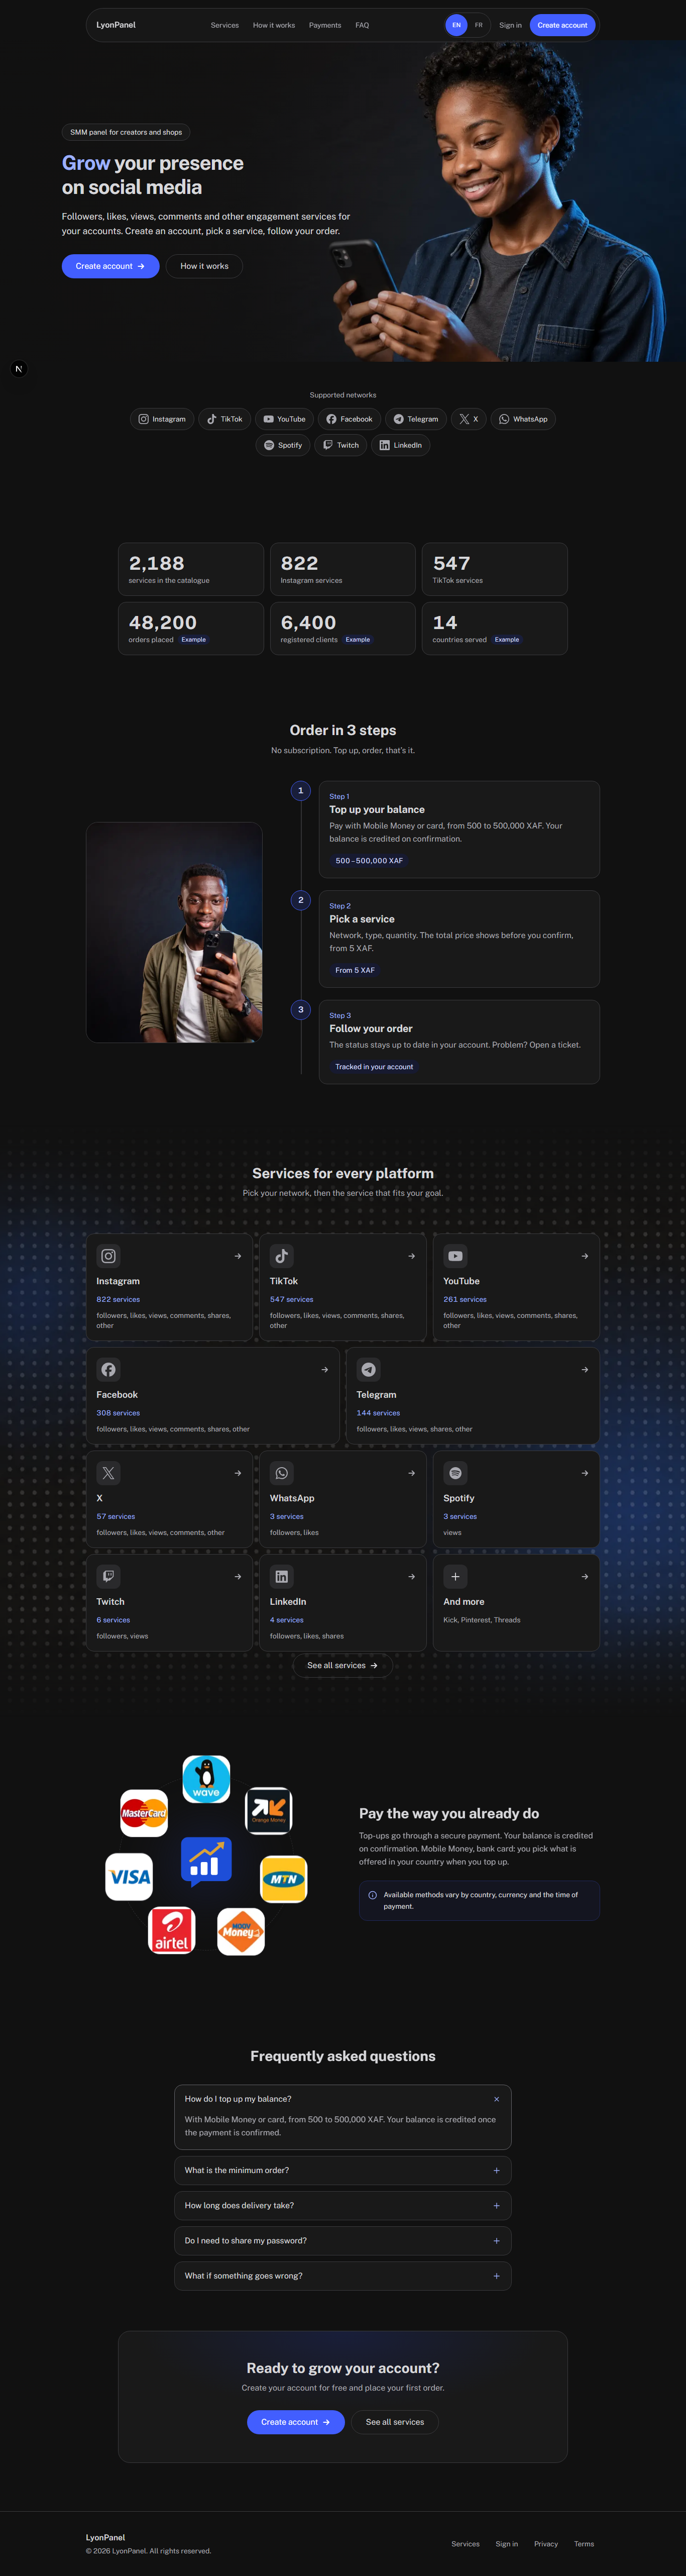 LyonPanel
Services How it works Payments FAQ
EN FR Sign in Create account
SMM panel for creators and shops
Grow your presence
on social media
Followers, likes, views, comments and other engagement services for
your accounts. Create an account, pick a service, follow your order.
Create account →
How it works
N
Supported networks
Instagram TikTok YouTube Facebook Telegram X WhatsApp
Spotify Twitch LinkedIn
2,188
services in the catalogue
822
Instagram services
547
TikTok services
48,200
orders placed Example
6,400
registered clients Example
14
countries served Example
Order in 3 steps
No subscription. Top up, order, that's it.
1
Step 1
Top up your balance
Pay with Mobile Money or card, from 500 to 500,000 XAF. Your
balance is credited on confirmation.
500 – 500,000 XAF
2
Step 2
Pick a service
Network, type, quantity. The total price shows before you confirm,
from 5 XAF.
From 5 XAF
3
Step 3
Follow your order
The status stays up to date in your account. Problem? Open a ticket.
Tracked in your account
Services for every platform
Pick your network, then the service that fits your goal.
Instagram
822 services
followers, likes, views, comments, shares,
other
TikTok
547 services
followers, likes, views, comments, shares,
other
YouTube
261 services
followers, likes, views, comments, shares,
other
Facebook
308 services
followers, likes, views, comments, shares, other
Telegram
144 services
followers, likes, views, shares, other
X
57 services
followers, likes, views, comments, other
WhatsApp
3 services
followers, likes
Spotify
3 services
views
Twitch
6 services
followers, views
LinkedIn
4 services
followers, likes, shares
And more
Kick, Pinterest, Threads
See all services →
wave
MasterCard
Orange Money
VISA
MTN
airtel
MOOV
Money
Pay the way you already do
Top-ups go through a secure payment. Your balance is credited
on confirmation. Mobile Money, bank card: you pick what is
offered in your country when you top up.
Available methods vary by country, currency and the time of
payment.
Frequently asked questions
How do I top up my balance?
With Mobile Money or card, from 500 to 500,000 XAF. Your balance is credited once
the payment is confirmed.
What is the minimum order?
How long does delivery take?
Do I need to share my password?
What if something goes wrong?
Ready to grow your account?
Create your account for free and place your first order.
Create account →
See all services
LyonPanel
© 2026 LyonPanel. All rights reserved.
Services Sign in Privacy Terms